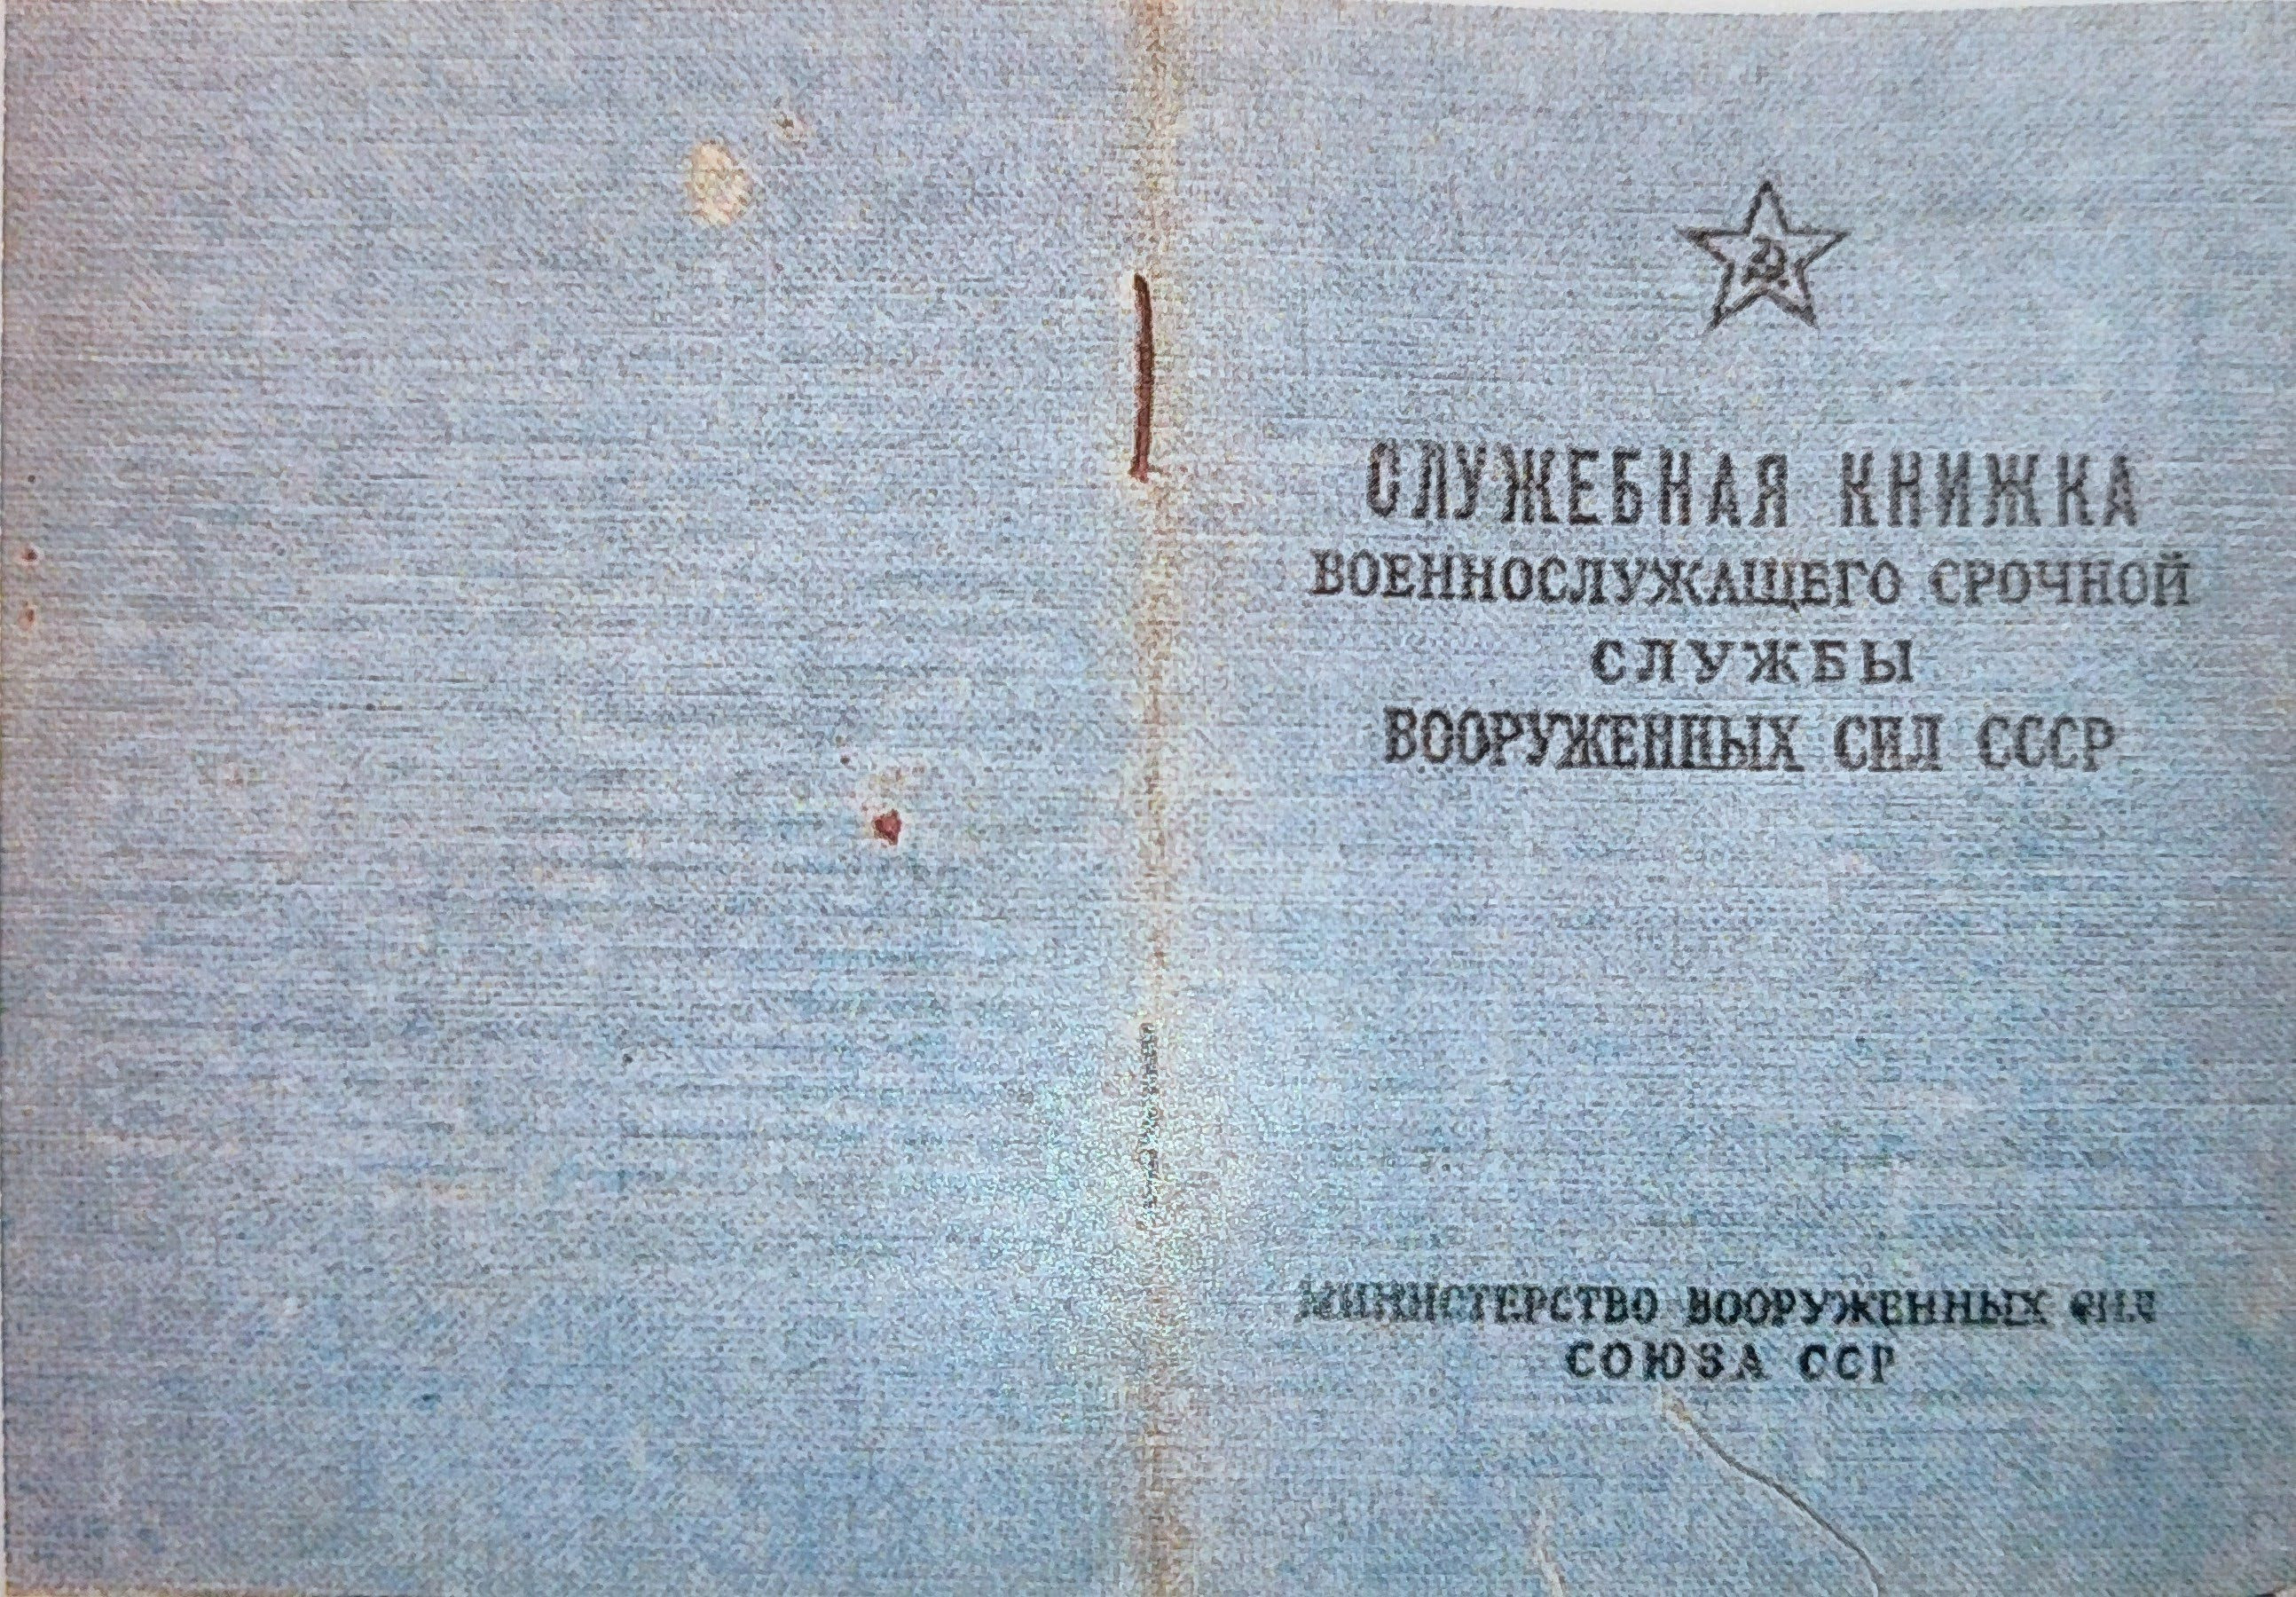 СЛУЖЕБНАЯ КНИЖКА
ВОЕННОСЛУЖАЩЕГО СРОЧНОЙ
СЛУЖБЫ
ВООРУЖЕННЫХ СИЛ СССР
МИНИСТЕРСТВО ВООРУЖЕННЫХ СИЛ
СОЮЗА ССР